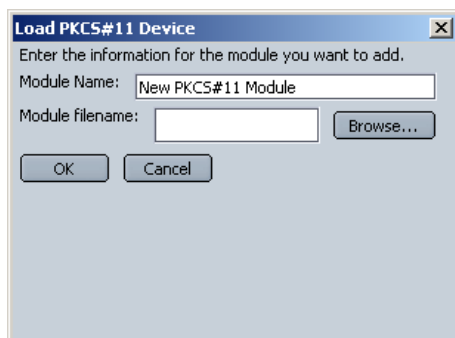 Load PKCS#11 Device
Enter the information for the module you want to add.
Module Name: New PKCS#11 Module
Module filename: Browse...
OK Cancel